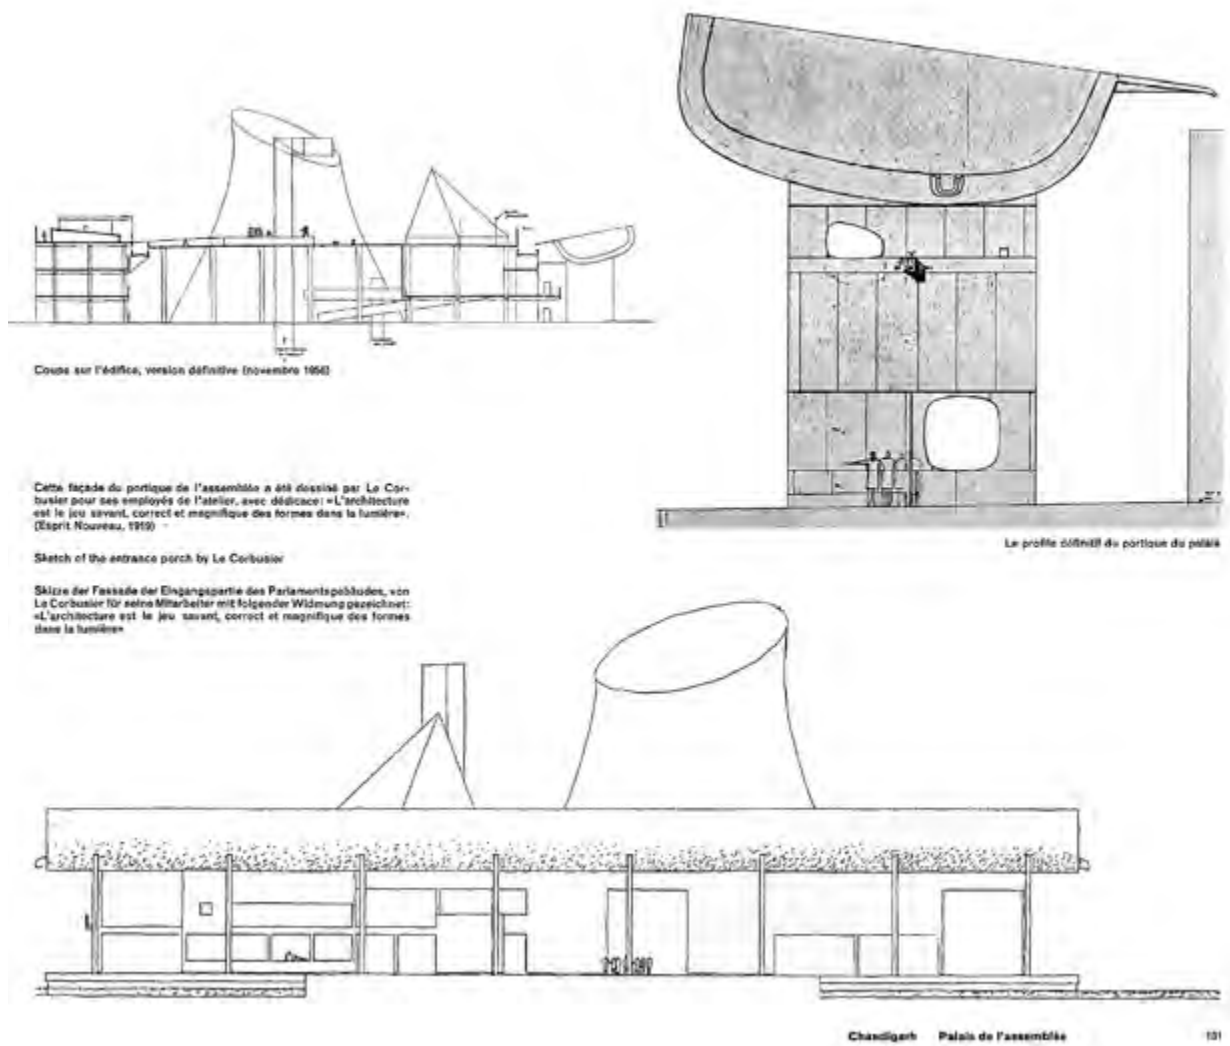 Coupe sur l'édifice, version définitive (novembre 1956)
Cette façade du portique de l'assemblée a été dessiné par Le Cor-
busier pour ses employés de l'atelier, avec dédicace: «L'architecture
est le jeu savant, correct et magnifique des formes dans la lumière».
(Esprit Nouveau, 1919)
Sketch of the entrance porch by Le Corbusier
Skizze der Fassade der Eingangspartie des Parlamentsgebäudes, von
Le Corbusier für seine Mitarbeiter mit folgender Widmung gezeichnet:
«L'architecture est le jeu savant, correct et magnifique des formes
dans la lumière»
Le profile définitif du portique du palais
Chandigarh Palais de l'assemblée 101